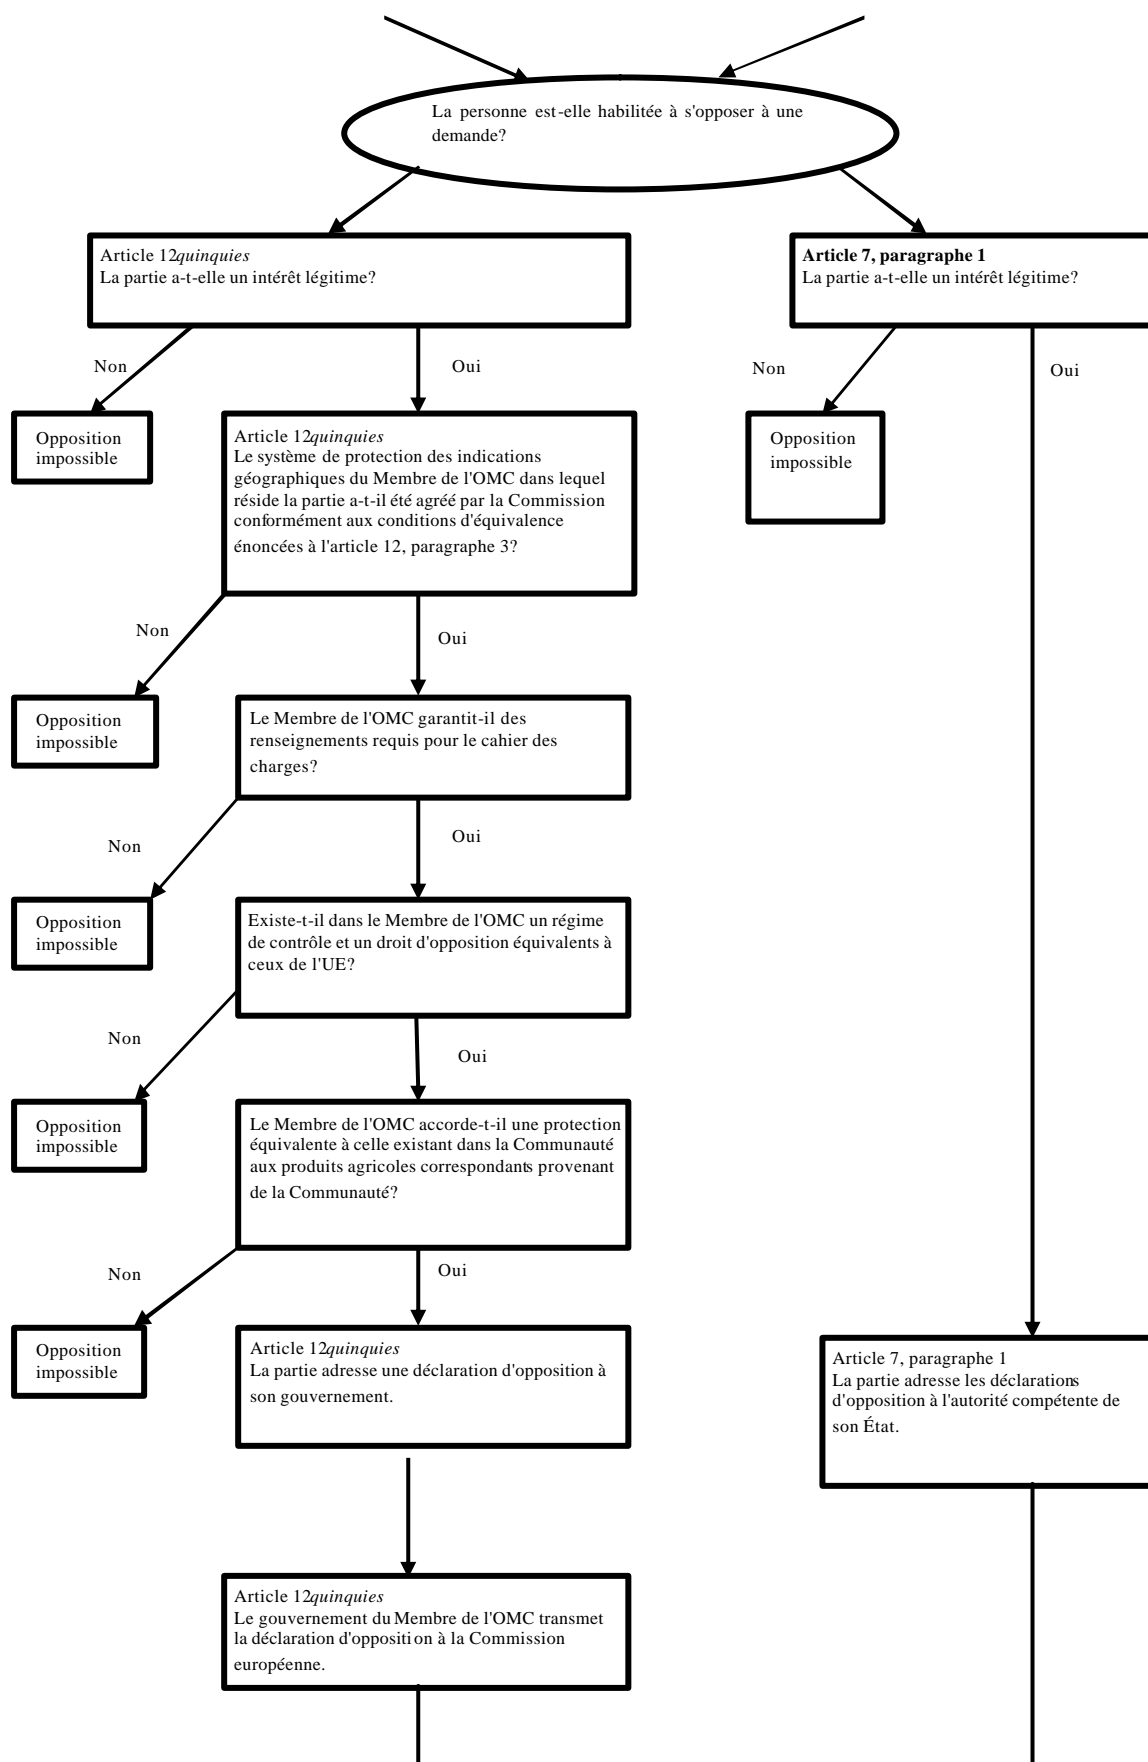 La personne est-elle habilitée à s'opposer à une
demande?
Article 12quinquies
La partie a-t-elle un intérêt légitime?
Article 7, paragraphe 1
La partie a-t-elle un intérêt légitime?
Non
Oui
Non
Oui
Opposition
impossible
Article 12quinquies
Le système de protection des indications
géographiques du Membre de l'OMC dans lequel
réside la partie a-t-il été agréé par la Commission
conformément aux conditions d'équivalence
énoncées à l'article 12, paragraphe 3?
Opposition
impossible
Non
Oui
Opposition
impossible
Le Membre de l'OMC garantit-il des
renseignements requis pour le cahier des
charges?
Non
Oui
Opposition
impossible
Existe-t-il dans le Membre de l'OMC un régime
de contrôle et un droit d'opposition équivalents à
ceux de l'UE?
Non
Oui
Opposition
impossible
Le Membre de l'OMC accorde-t-il une protection
équivalente à celle existant dans la Communauté
aux produits agricoles correspondants provenant
de la Communauté?
Non
Oui
Opposition
impossible
Article 12quinquies
La partie adresse une déclaration d'opposition à
son gouvernement.
Article 7, paragraphe 1
La partie adresse les déclarations
d'opposition à l'autorité compétente de
son État.
Article 12quinquies
Le gouvernement du Membre de l'OMC transmet
la déclaration d'opposition à la Commission
européenne.